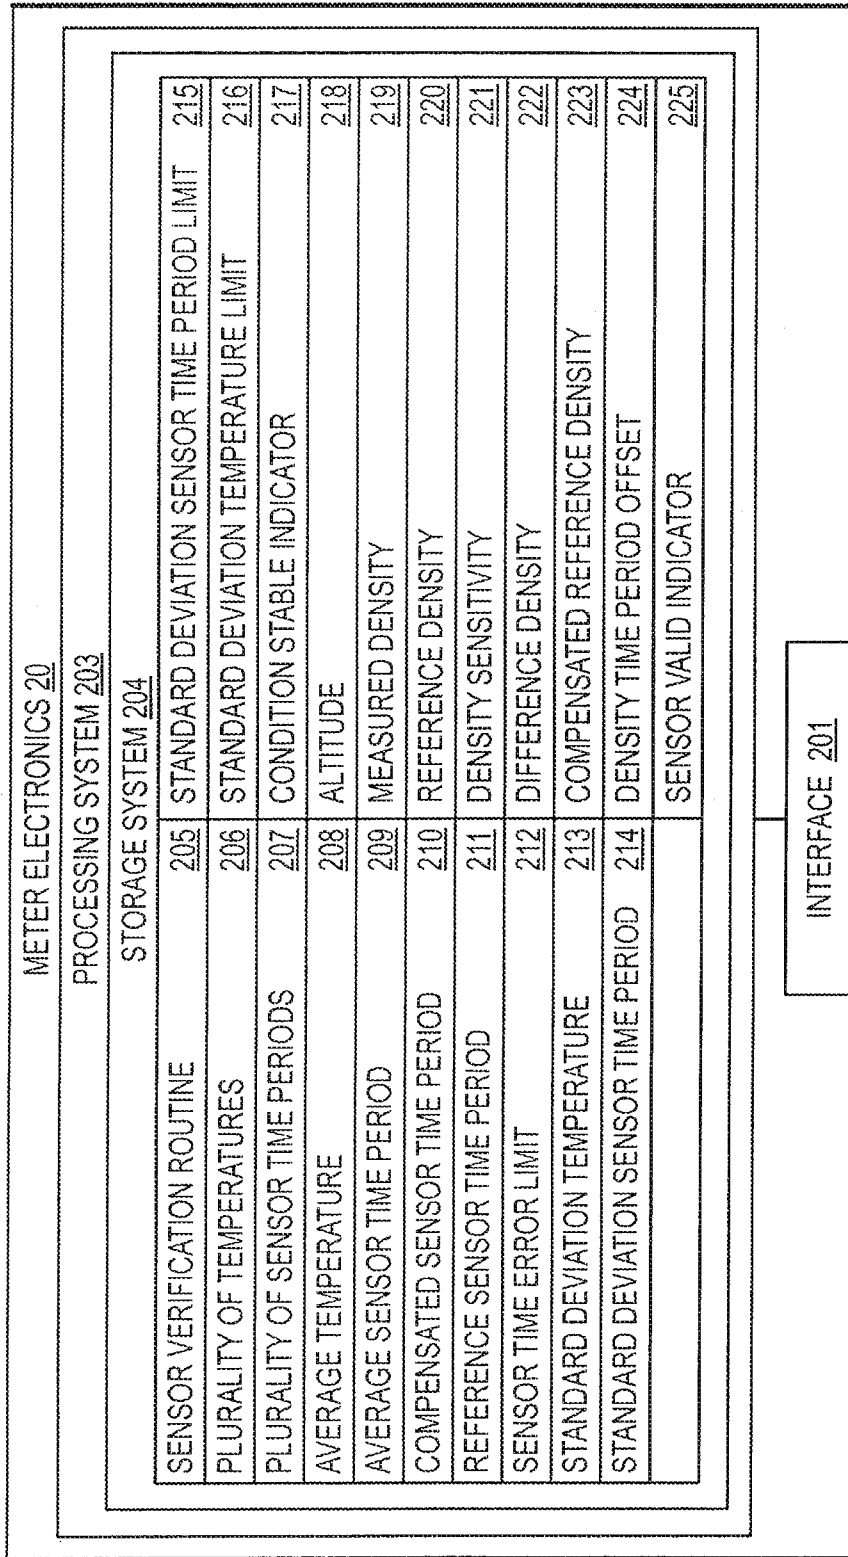 METER ELECTRONICS 20
PROCESSING SYSTEM 203
STORAGE SYSTEM 204
SENSOR VERIFICATION ROUTINE 205
PLURALITY OF TEMPERATURES 206
PLURALITY OF SENSOR TIME PERIODS 207
AVERAGE TEMPERATURE 208
AVERAGE SENSOR TIME PERIOD 209
COMPENSATED SENSOR TIME PERIOD 210
REFERENCE SENSOR TIME PERIOD 211
SENSOR TIME ERROR LIMIT 212
STANDARD DEVIATION TEMPERATURE 213
STANDARD DEVIATION SENSOR TIME PERIOD 214
STANDARD DEVIATION SENSOR TIME PERIOD LIMIT 215
STANDARD DEVIATION TEMPERATURE LIMIT 216
CONDITION STABLE INDICATOR 217
ALTITUDE 218
MEASURED DENSITY 219
REFERENCE DENSITY 220
DENSITY SENSITIVITY 221
DIFFERENCE DENSITY 222
COMPENSATED REFERENCE DENSITY 223
DENSITY TIME PERIOD OFFSET 224
SENSOR VALID INDICATOR 225
INTERFACE 201